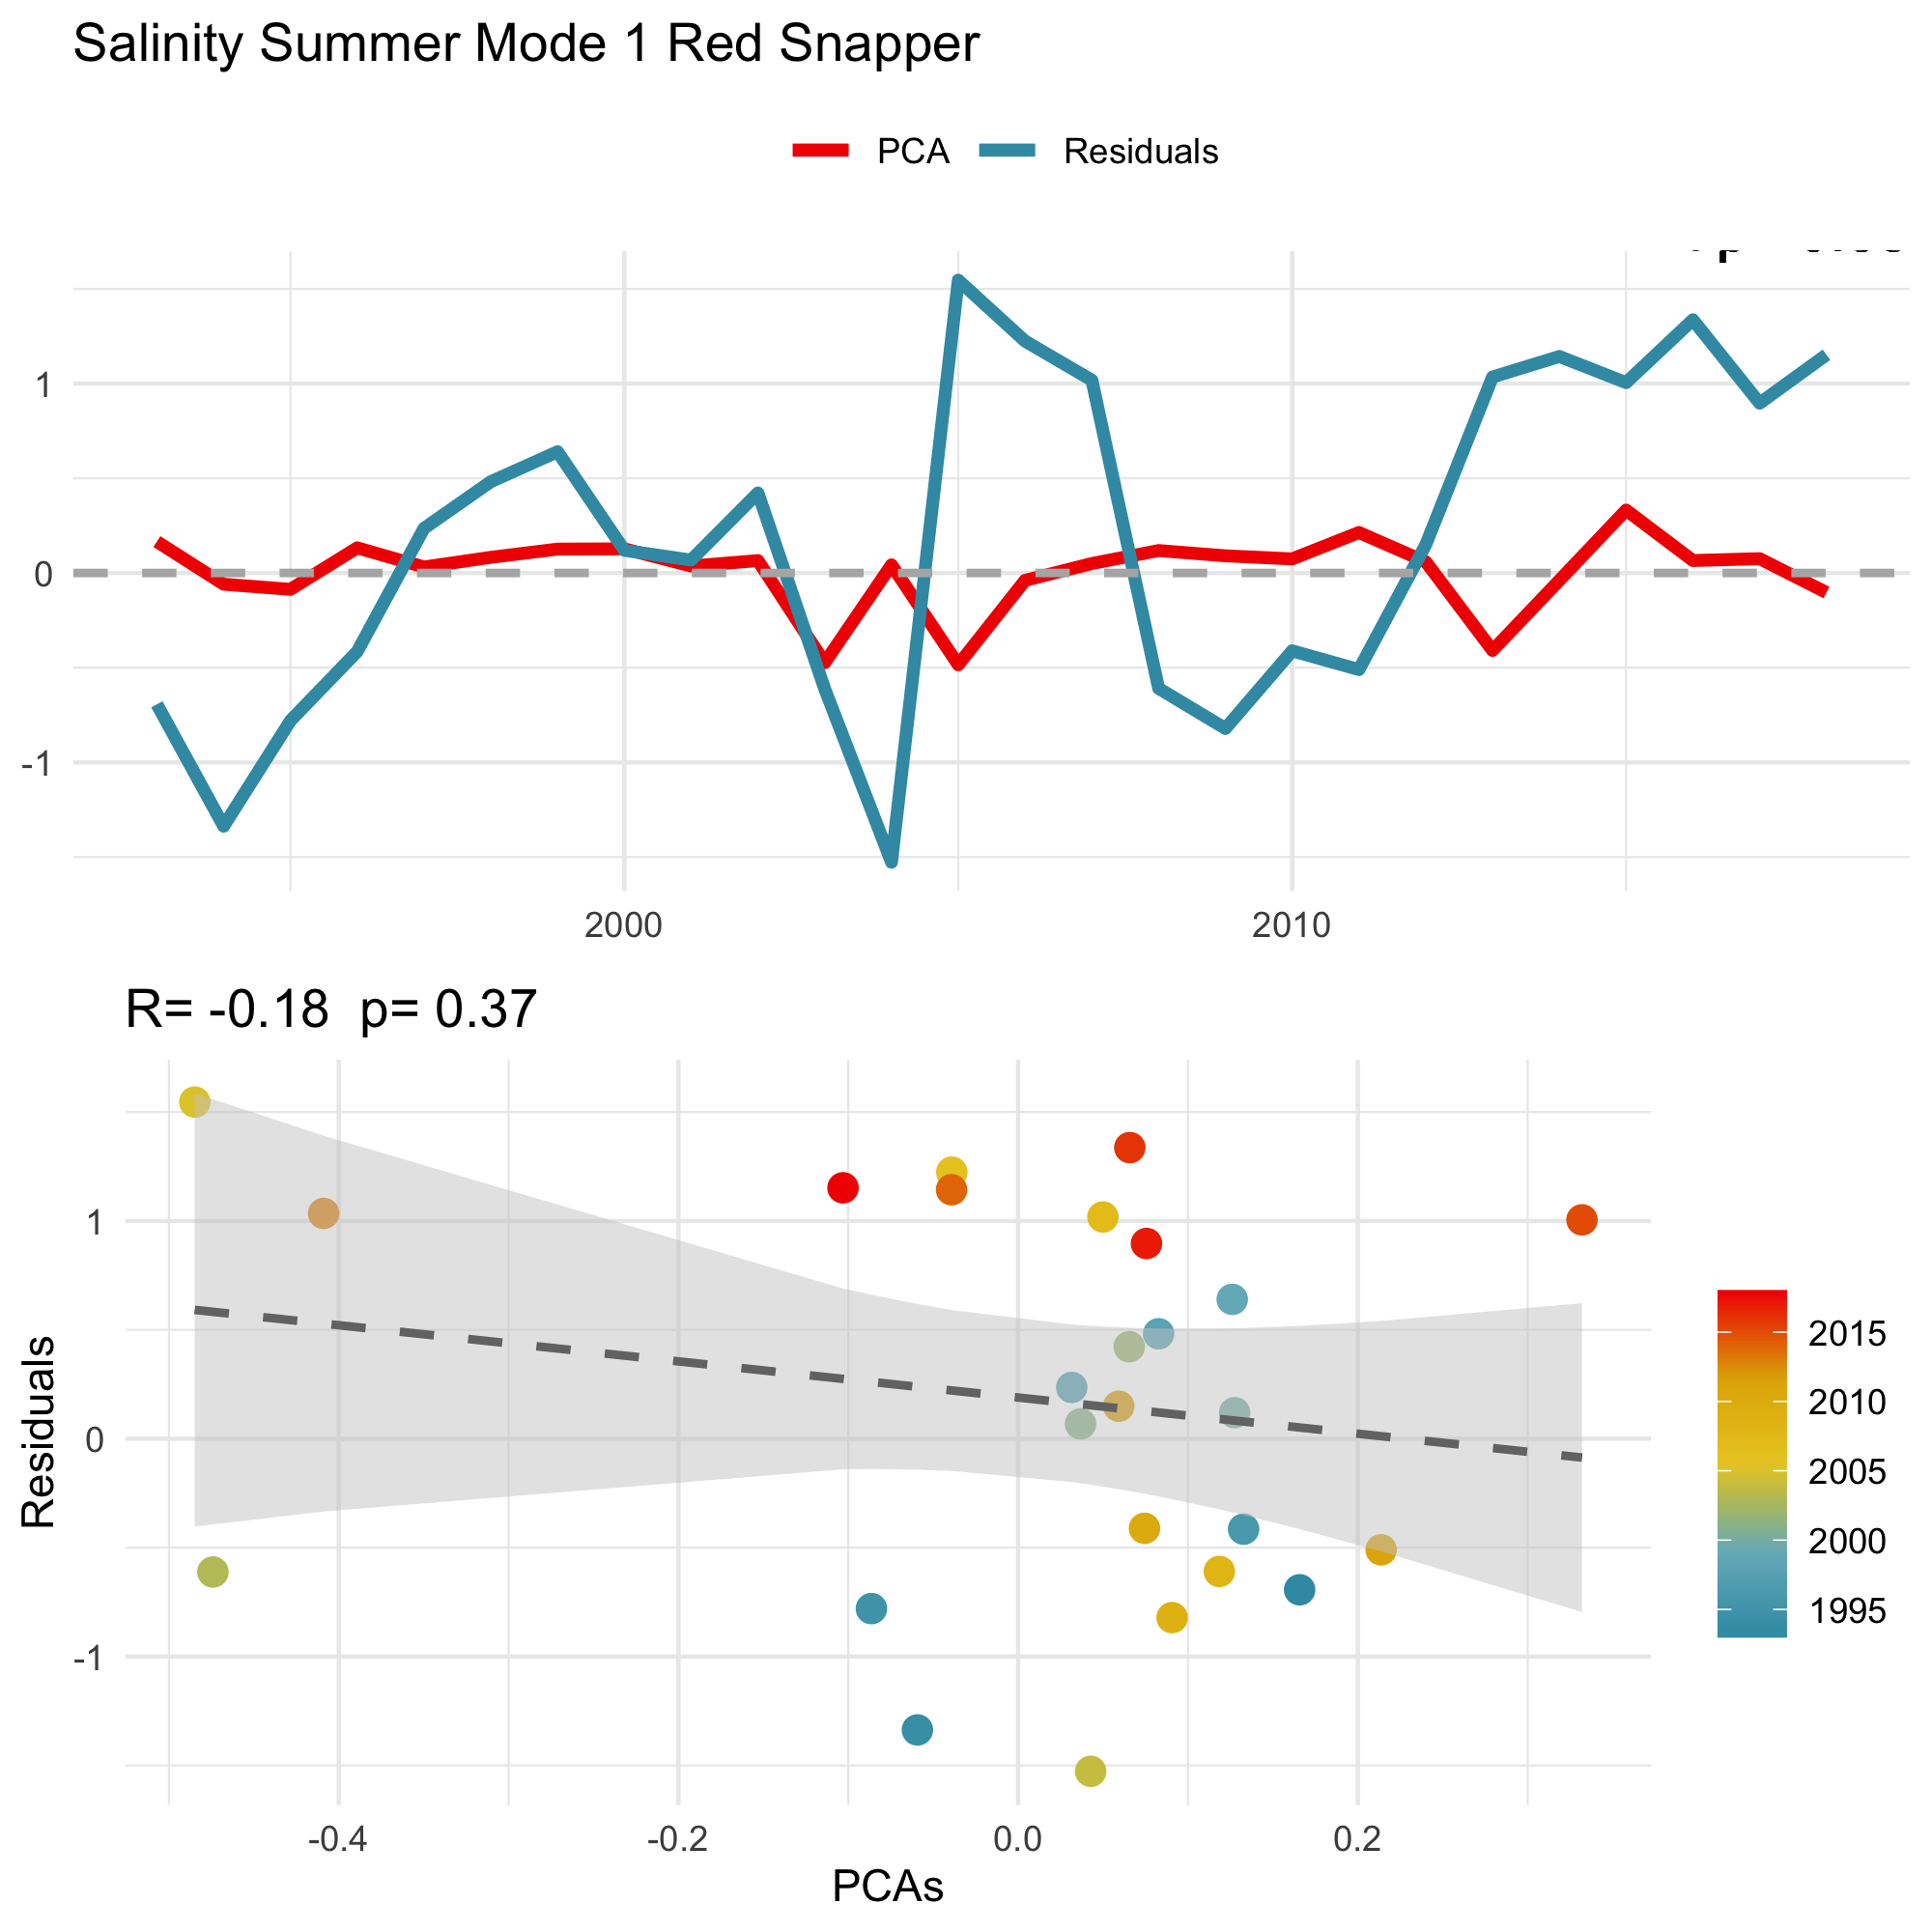 Salinity Summer Mode 1 Red Snapper
PCA Residuals
1
0
-1
2000 2010
R= -0.18 p= 0.37
Residuals
1
0
-1
-0.4 -0.2 0.0 0.2
PCAs
2015
2010
2005
2000
1995